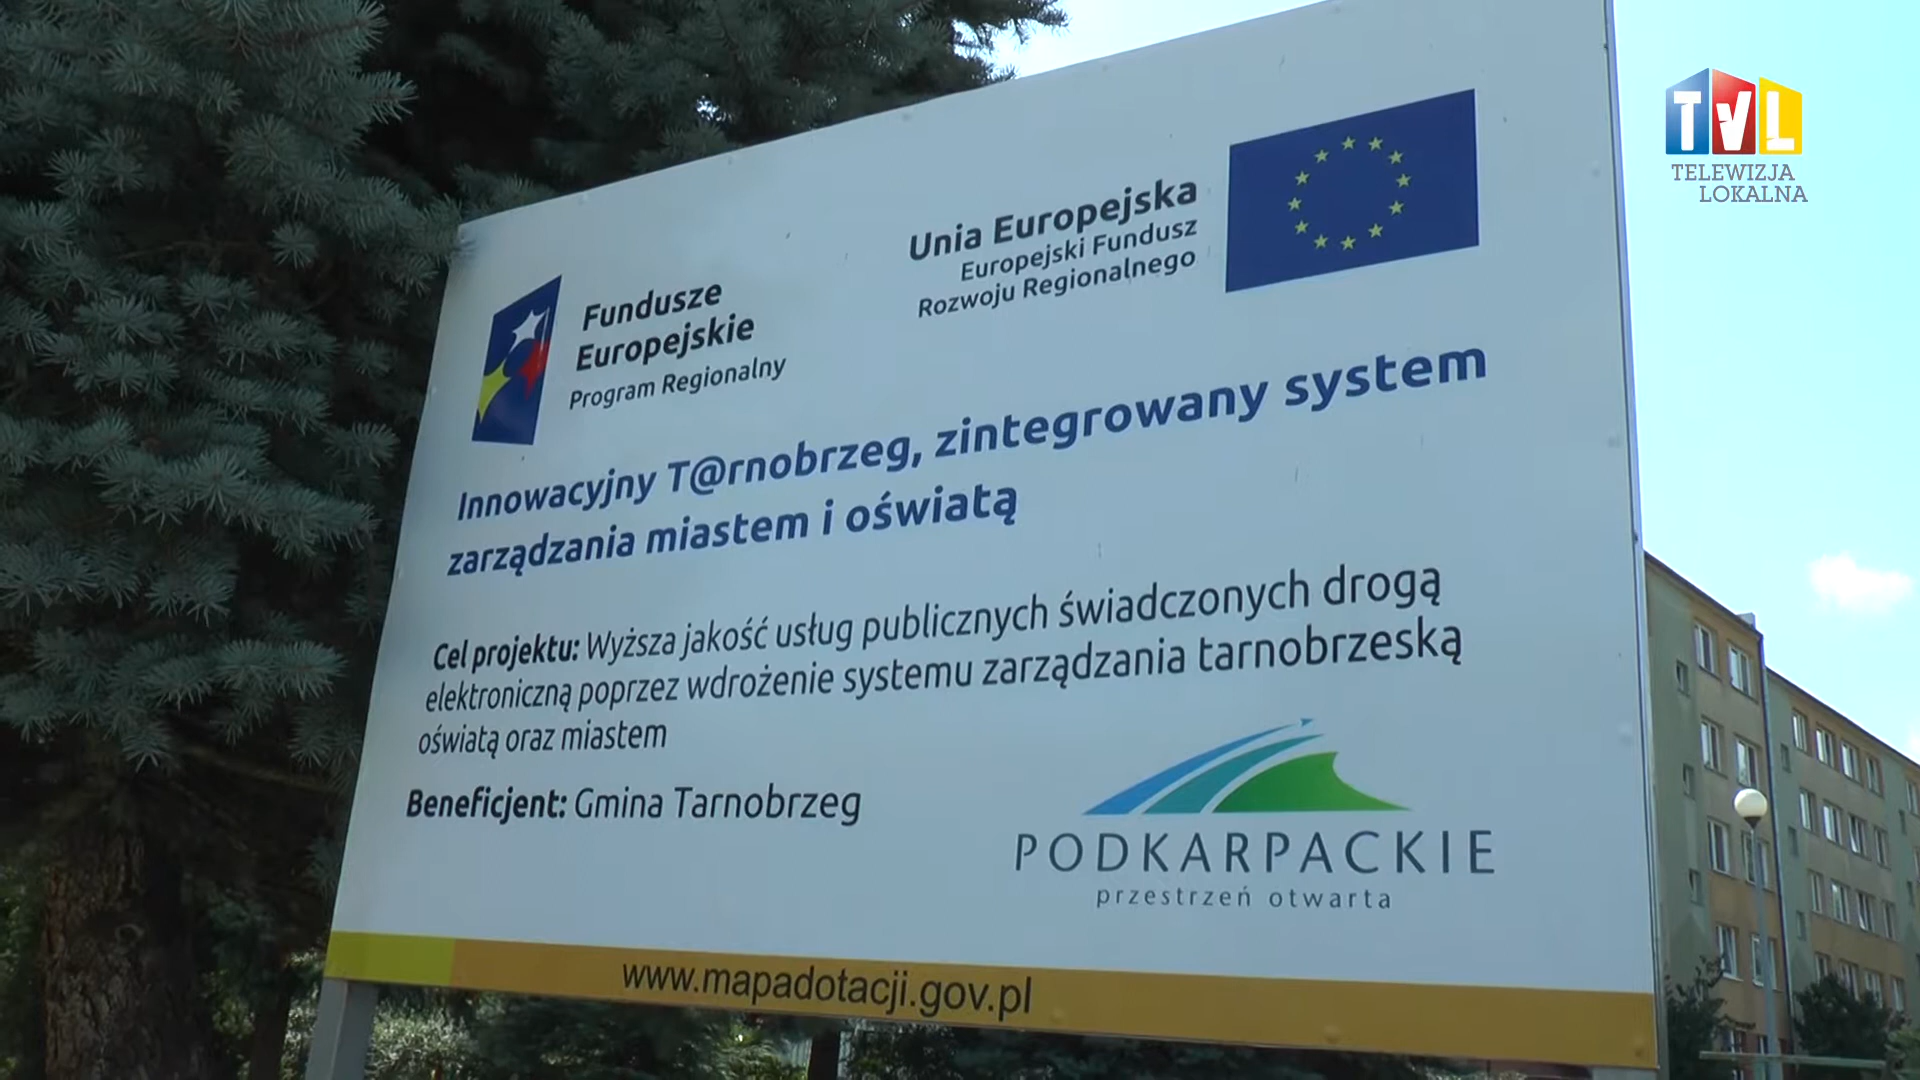 TVL
TELEWIZJA
LOKALNA
Unia Europejska
Europejski Fundusz
Rozwoju Regionalnego
Fundusze
Europejskie
Program Regionalny
Innowacyjny T@rnobrzeg, zintegrowany system
zarządzania miastem i oświatą
Cel projektu: Wyższa jakość usług publicznych świadczonych drogą
elektroniczną poprzez wdrożenie systemu zarządzania tarnobrzeską
oświatą oraz miastem
Beneficjent: Gmina Tarnobrzeg
PODKARPACKIE
przestrzeń otwarta
www.mapadotacji.gov.pl